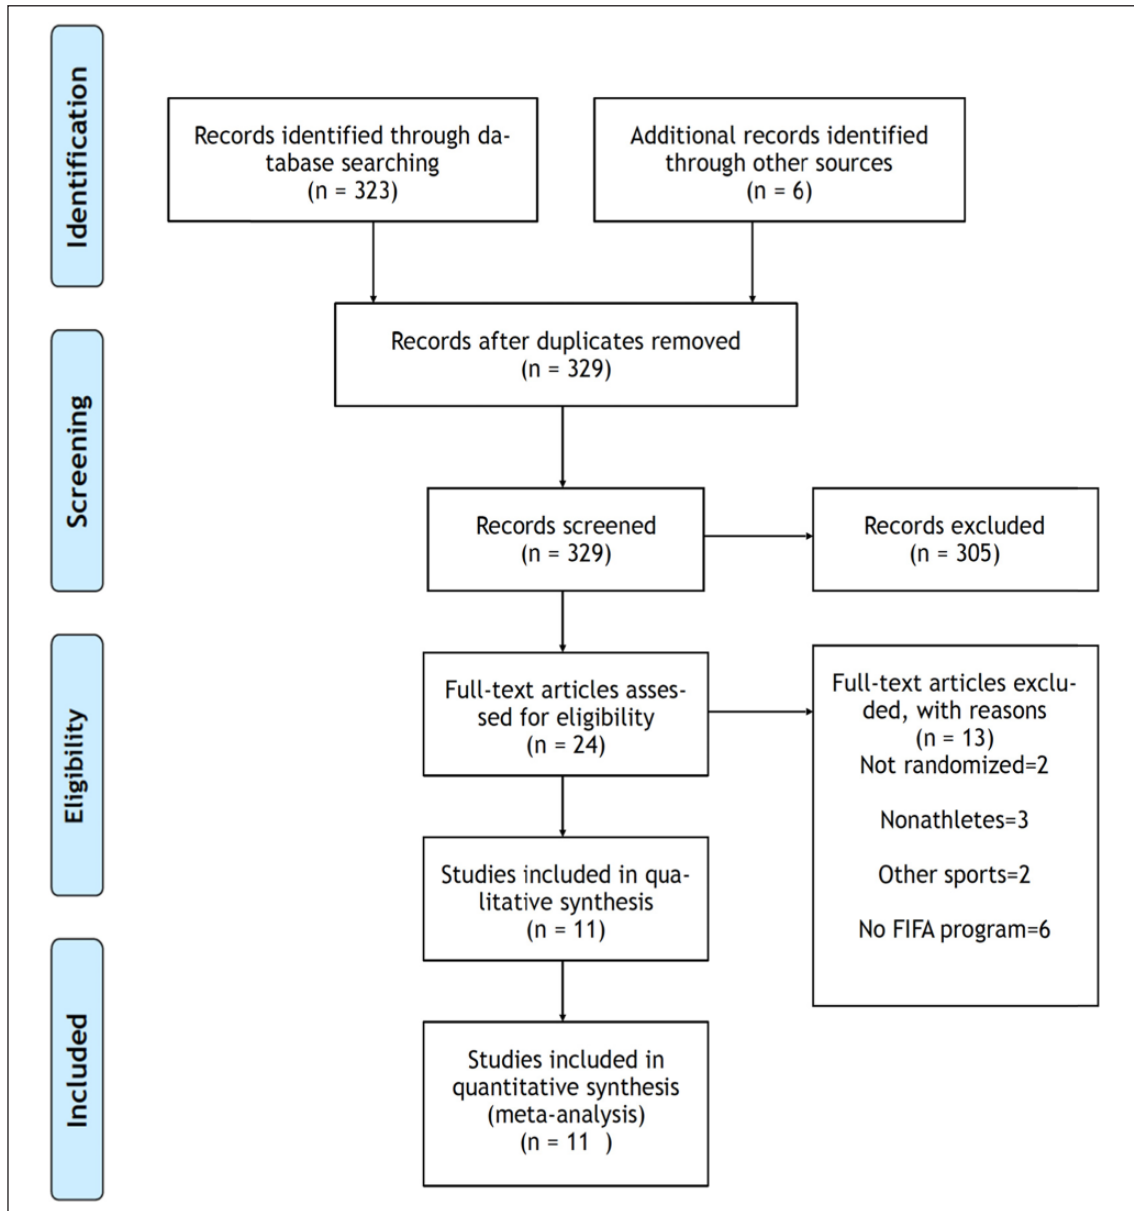 Identification
Records identified through da-
tabase searching
(n = 323)
Additional records identified
through other sources
(n = 6)
Screening
Records after duplicates removed
(n = 329)
Records screened
(n = 329)
Records excluded
(n = 305)
Eligibility
Full-text articles asses-
sed for eligibility
(n = 24)
Full-text articles exclu-
ded, with reasons
(n = 13)
Not randomized=2
Nonathletes=3
Other sports=2
No FIFA program=6
Studies included in qua-
litative synthesis
(n = 11)
Included
Studies included in
quantitative synthesis
(meta-analysis)
(n = 11 )